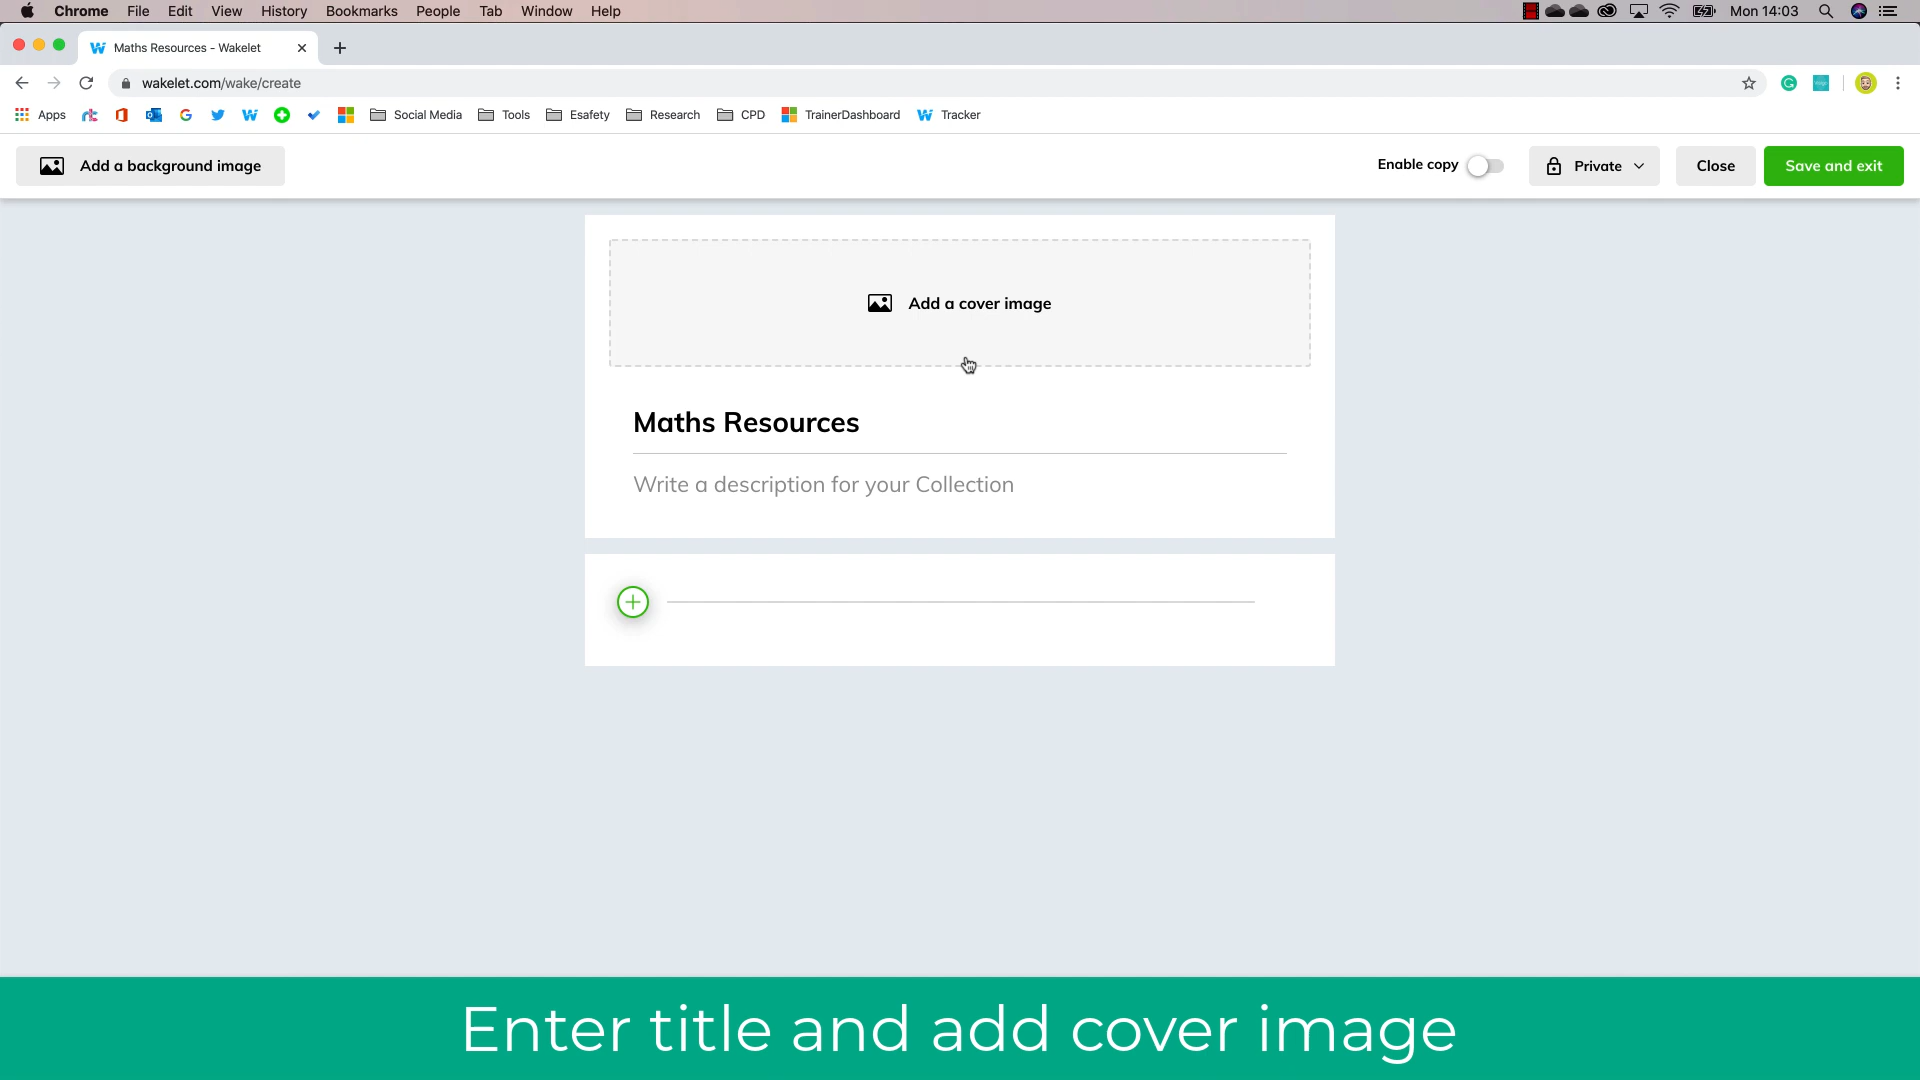 Chrome File Edit View History Bookmarks People Tab Window Help Mon 14:03
Maths Resources - Wakelet
wakelet.com/wake/create
Apps Social Media Tools Esafety Research CPD TrainerDashboard Tracker
Add a background image Enable copy Private Close Save and exit
Add a cover image
Maths Resources
Write a description for your Collection
Enter title and add cover image